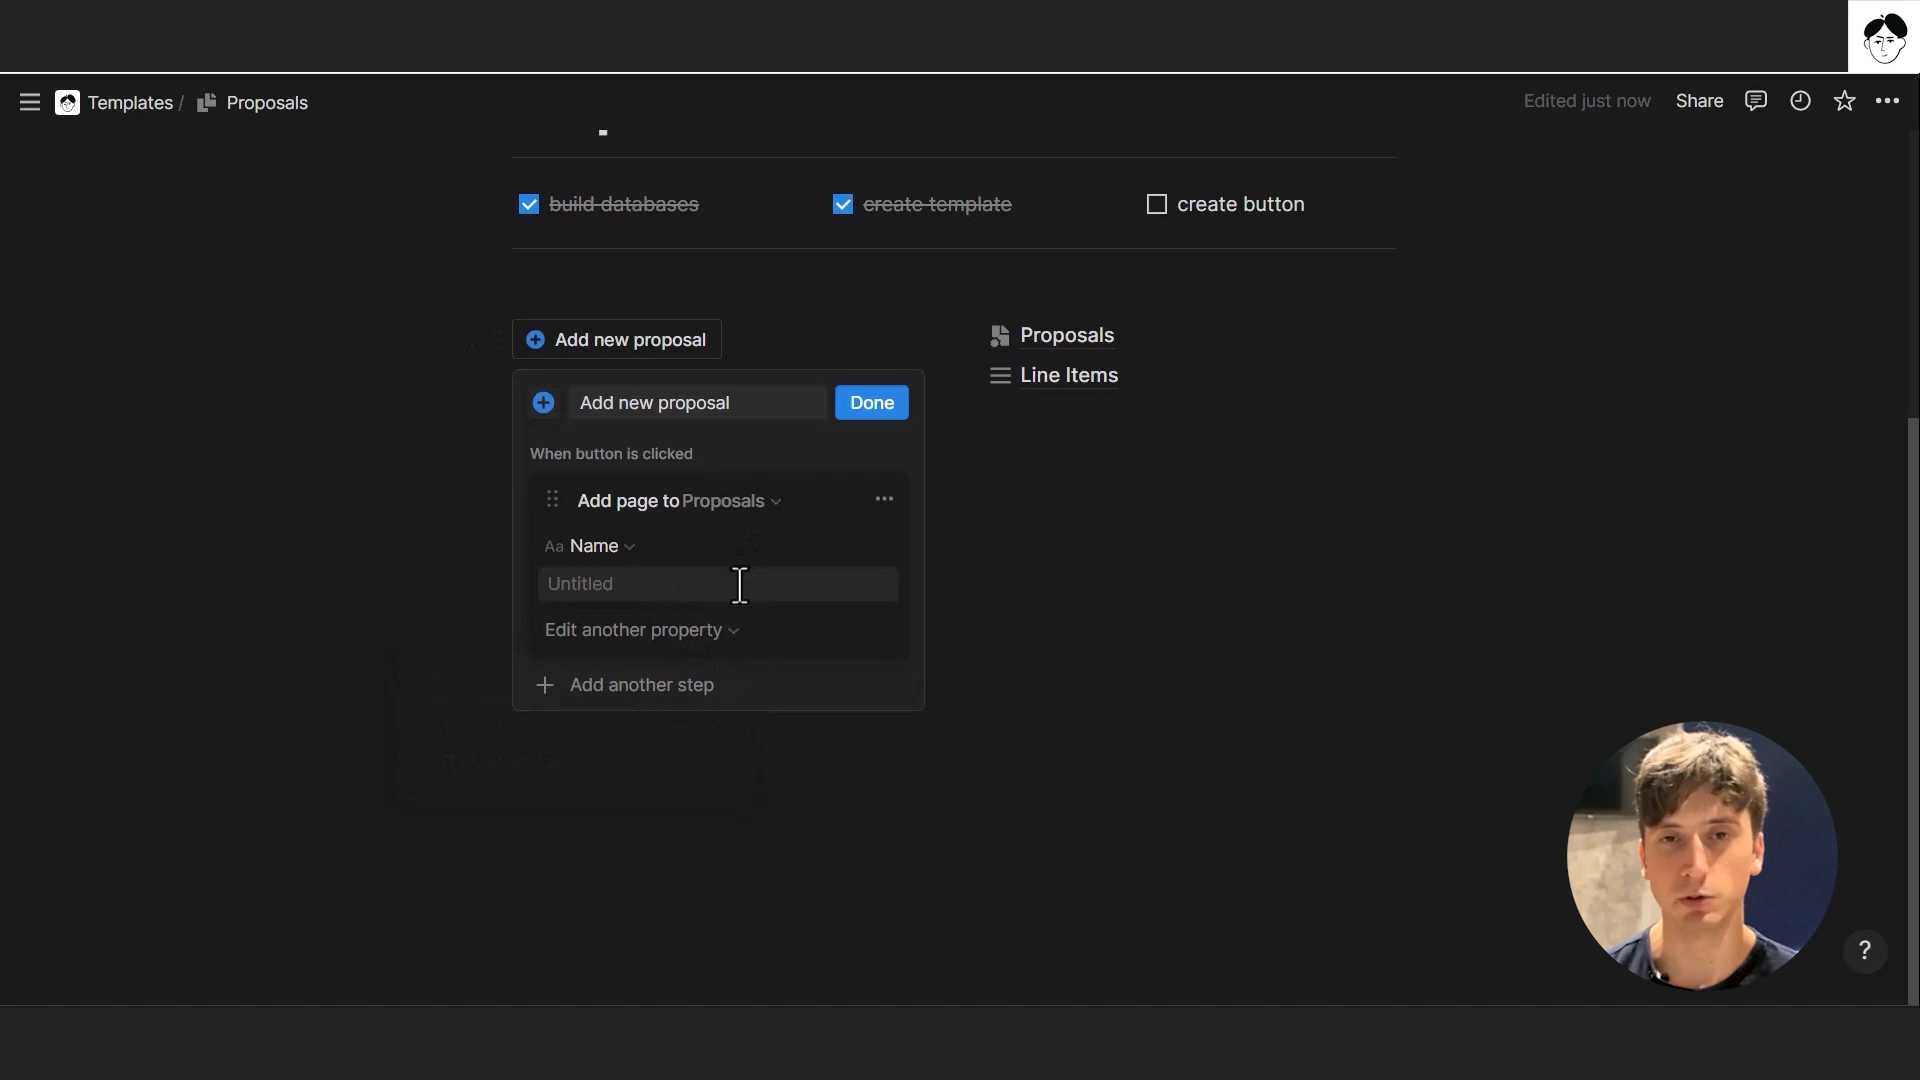 Templates / Proposals
Edited just now Share
build databases create template create button
Add new proposal
Proposals
Line Items
Add new proposal Done
When button is clicked
Add page to Proposals
Aa Name
Untitled
Edit another property
+ Add another step
?